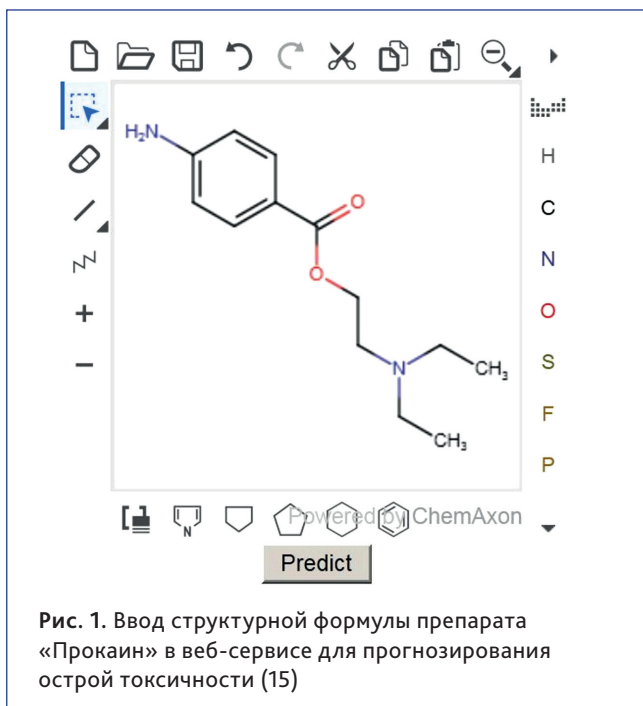 H
H₂N
C
O
N
O
O
N
CH₃
S
CH₃
F
P
N
Powered by ChemAxon
Predict
Рис. 1. Ввод структурной формулы препарата
«Прокаин» в веб-сервисе для прогнозирования
острой токсичности (15)